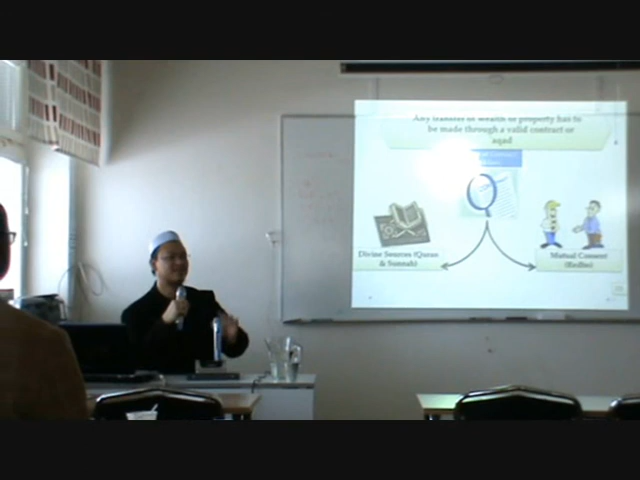 Any transfer of wealth or property has to
be made through a valid contract or
aqad
Divine Sources (Quran
& Sunnah)
Mutual Consent
(Redho)